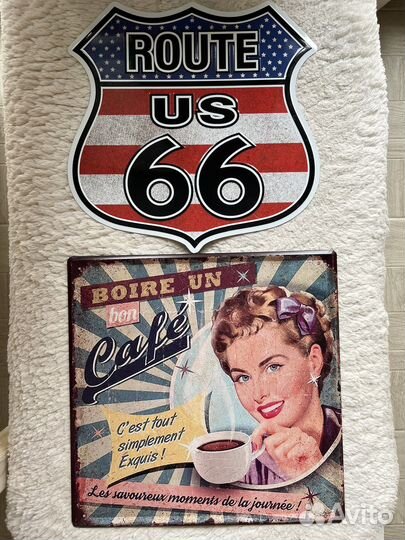 ROUTE
US
66
BOIRE UN
bon
Café
C'est tout
simplement
Exquis !
Les savoureux moments de la journée !
Avito